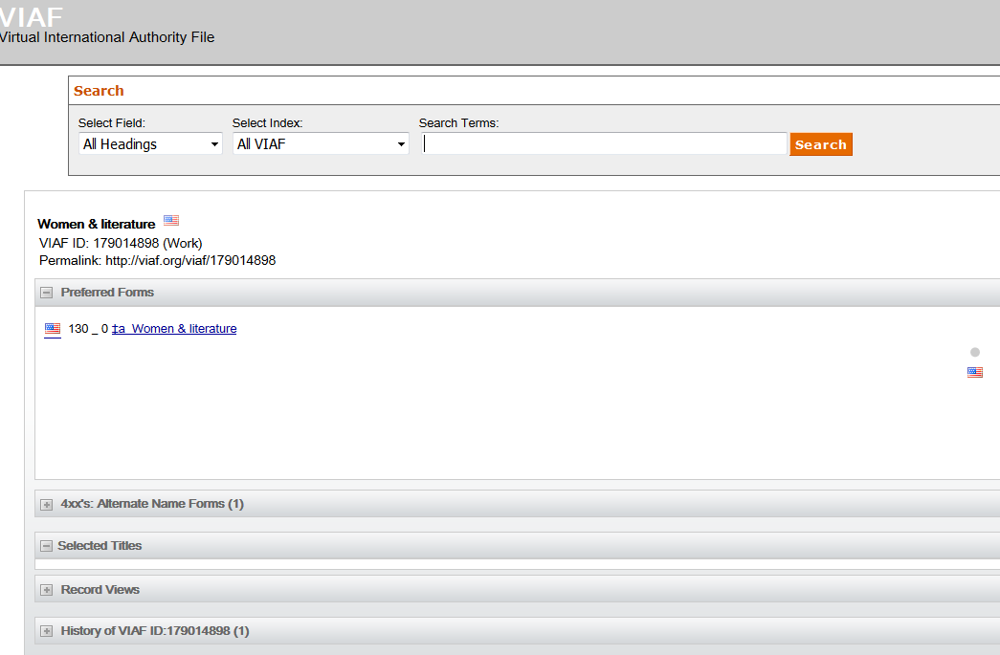 VIAF
Virtual International Authority File
Search
Select Field: Select Index: Search Terms:
All Headings All VIAF Search
Women & literature
VIAF ID: 179014898 (Work)
Permalink: http://viaf.org/viaf/179014898
Preferred Forms
130 _ 0 ‡a Women & literature
4xx's: Alternate Name Forms (1)
Selected Titles
Record Views
History of VIAF ID:179014898 (1)